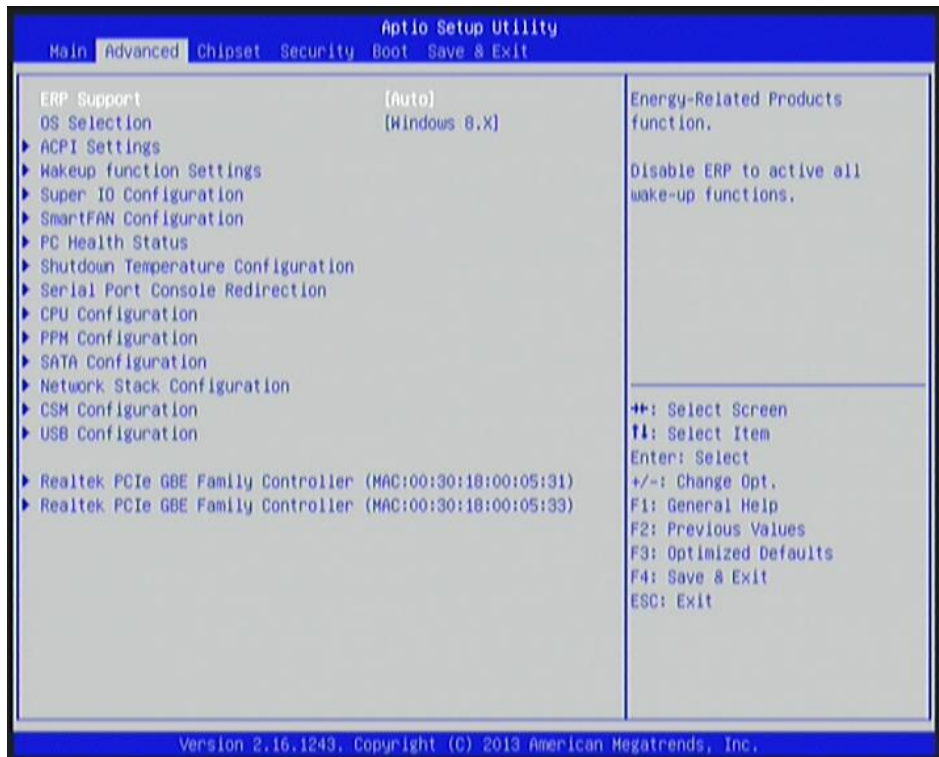 Aptio Setup Utility
Main Advanced Chipset Security Boot Save & Exit
ERP Support [Auto]
OS Selection [Windows 8.X]
ACPI Settings
Wakeup function Settings
Super IO Configuration
SmartFAN Configuration
PC Health Status
Shutdown Temperature Configuration
Serial Port Console Redirection
CPU Configuration
PPM Configuration
SATA Configuration
Network Stack Configuration
CSM Configuration
USB Configuration
Realtek PCIe GBE Family Controller (MAC:00:30:18:00:05:31)
Realtek PCIe GBE Family Controller (MAC:00:30:18:00:05:33)
Energy-Related Products
function.
Disable ERP to active all
wake-up functions.
→←: Select Screen
↑↓: Select Item
Enter: Select
+/-: Change Opt.
F1: General Help
F2: Previous Values
F3: Optimized Defaults
F4: Save & Exit
ESC: Exit
Version 2.16.1243. Copyright (C) 2013 American Megatrends, Inc.